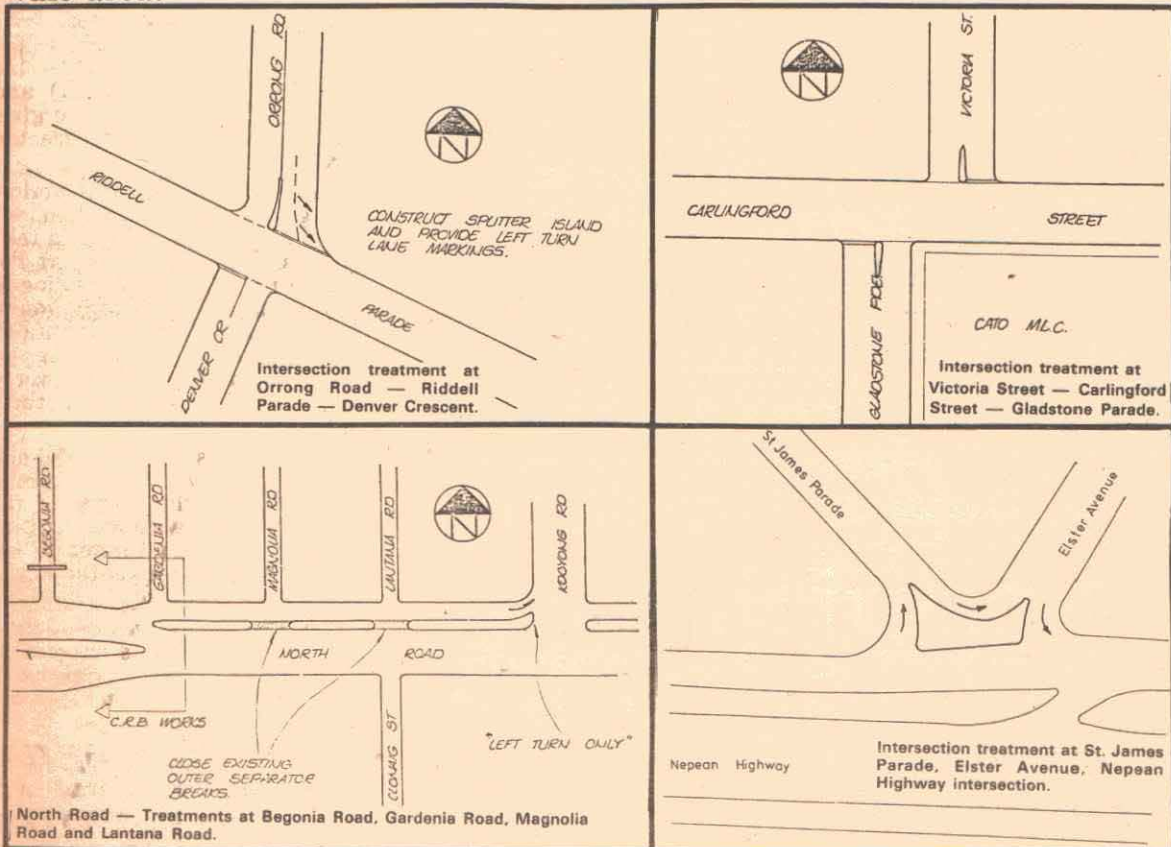 ORRONG RD
RIDDELL
PARADE
DENVER CR
CONSTRUCT SPLITTER ISLAND
AND PROVIDE LEFT TURN
LANE MARKINGS.
N
Intersection treatment at
Orrong Road — Riddell
Parade — Denver Crescent.
VICTORIA ST.
N
CARLINGFORD
STREET
GLADSTONE PDE
CATO M.L.C.
Intersection treatment at
Victoria Street — Carlingford
Street — Gladstone Parade.
BEGONIA RD
GARDENIA RD
MAGNOLIA RD
LANTANA RD
N
KOOYONG RD
NORTH ROAD
C.R.B WORKS
CLOSE EXISTING
OUTER SEPARATOR
BREAKS
"LEFT TURN ONLY"
North Road — Treatments at Begonia Road, Gardenia Road, Magnolia
Road and Lantana Road.
St James Parade
Elster Avenue
Nepean Highway
Intersection treatment at St. James
Parade, Elster Avenue, Nepean
Highway intersection.